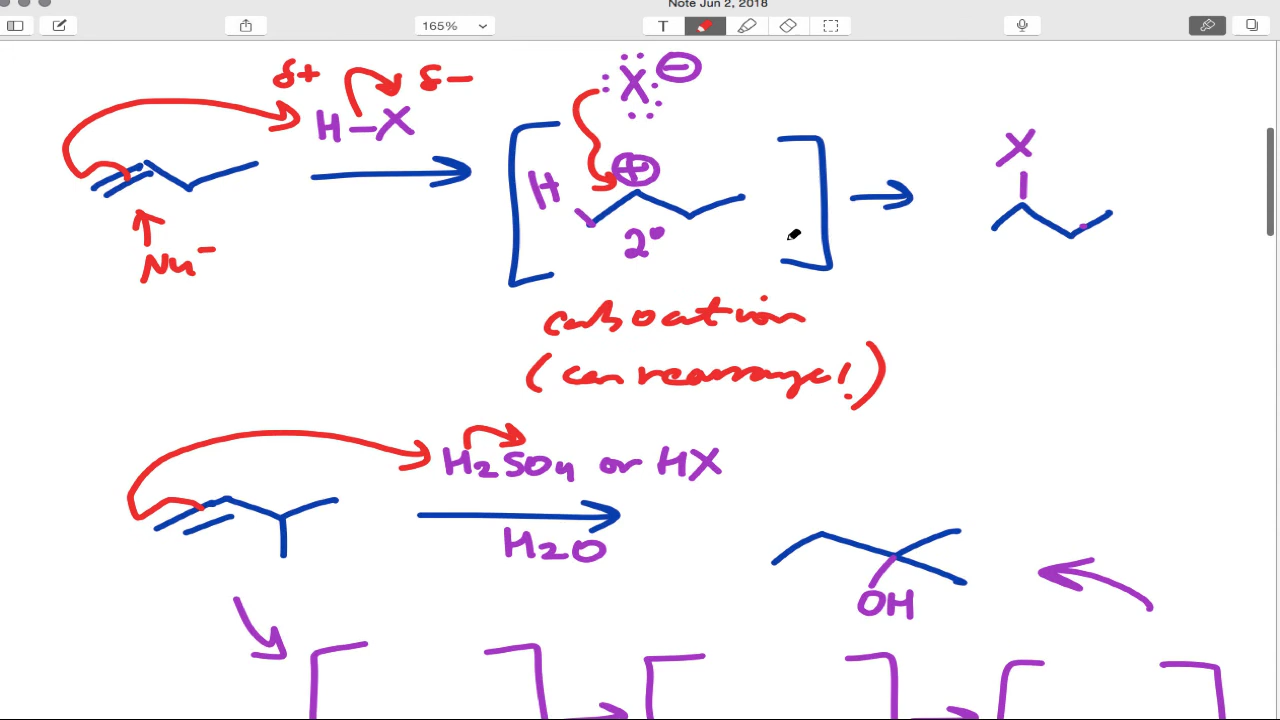 Note Jun 2, 2018
165%
T
δ+ δ−
H–X
Nu−
X −
H +
2°
X
carbocation
(can rearrange!)
H2SO4 or HX
H2O
OH